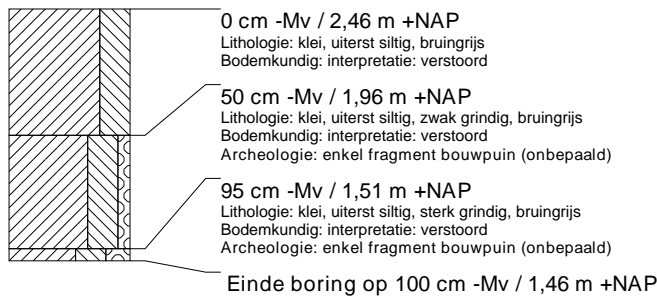 0 cm -Mv / 2,46 m +NAP
Lithologie: klei, uiterst siltig, bruingrijs
Bodemkundig: interpretatie: verstoord
50 cm -Mv / 1,96 m +NAP
Lithologie: klei, uiterst siltig, zwak grindig, bruingrijs
Bodemkundig: interpretatie: verstoord
Archeologie: enkel fragment bouwpuin (onbepaald)
95 cm -Mv / 1,51 m +NAP
Lithologie: klei, uiterst siltig, sterk grindig, bruingrijs
Bodemkundig: interpretatie: verstoord
Archeologie: enkel fragment bouwpuin (onbepaald)
Einde boring op 100 cm -Mv / 1,46 m +NAP